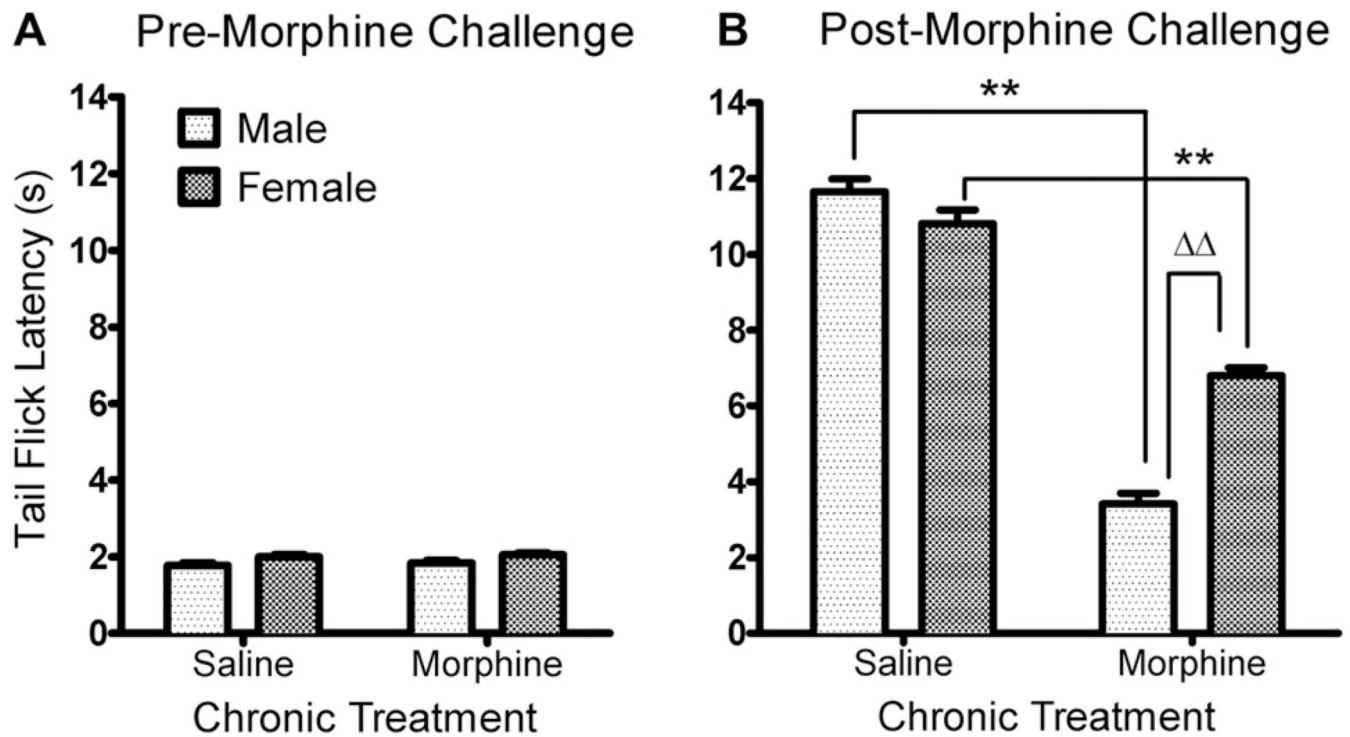 A Pre-Morphine Challenge
14
12
10
8
6
4
2
0
Tail Flick Latency (s)
Male
Female
Saline Morphine
Chronic Treatment
B Post-Morphine Challenge
14
12
10
8
6
4
2
0
**
**
ΔΔ
Saline Morphine
Chronic Treatment